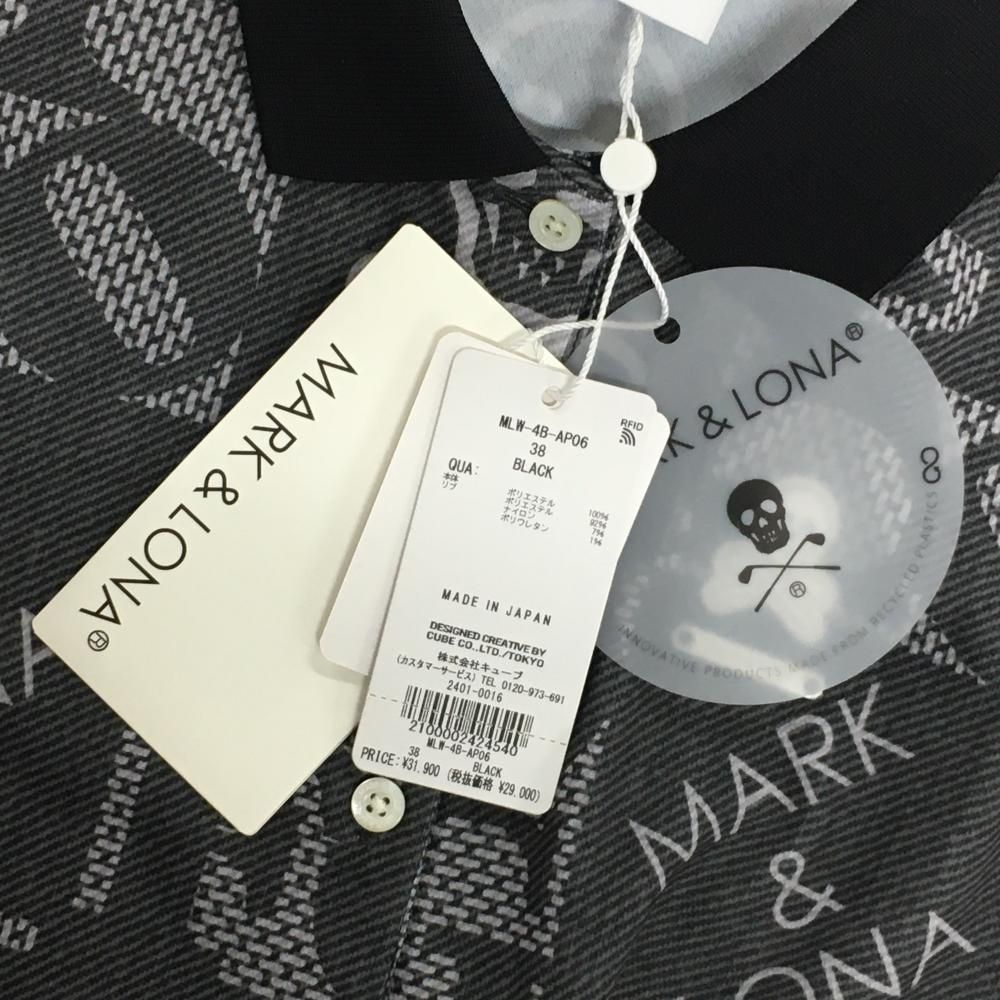 MARK & LONA®
MLW-4B-AP06
RFID
38
QUA: BLACK
本体 ポリエステル 100%
リブ ポリエステル 92%
ナイロン 7%
ポリウレタン 1%
MADE IN JAPAN
DESIGNED CREATIVE BY
CUBE CO.,LTD./TOKYO
株式会社キューブ
(カスタマーサービス) TEL 0120-973-691
2401-0016
2100002424540
MLW-4B-AP06
38 BLACK
PRICE:¥31,900 (税抜価格 ¥29,000)
RK & LONA®
®
INNOVATIVE PRODUCTS MADE FROM RECYCLED PLASTICS
MARK
&
LONA